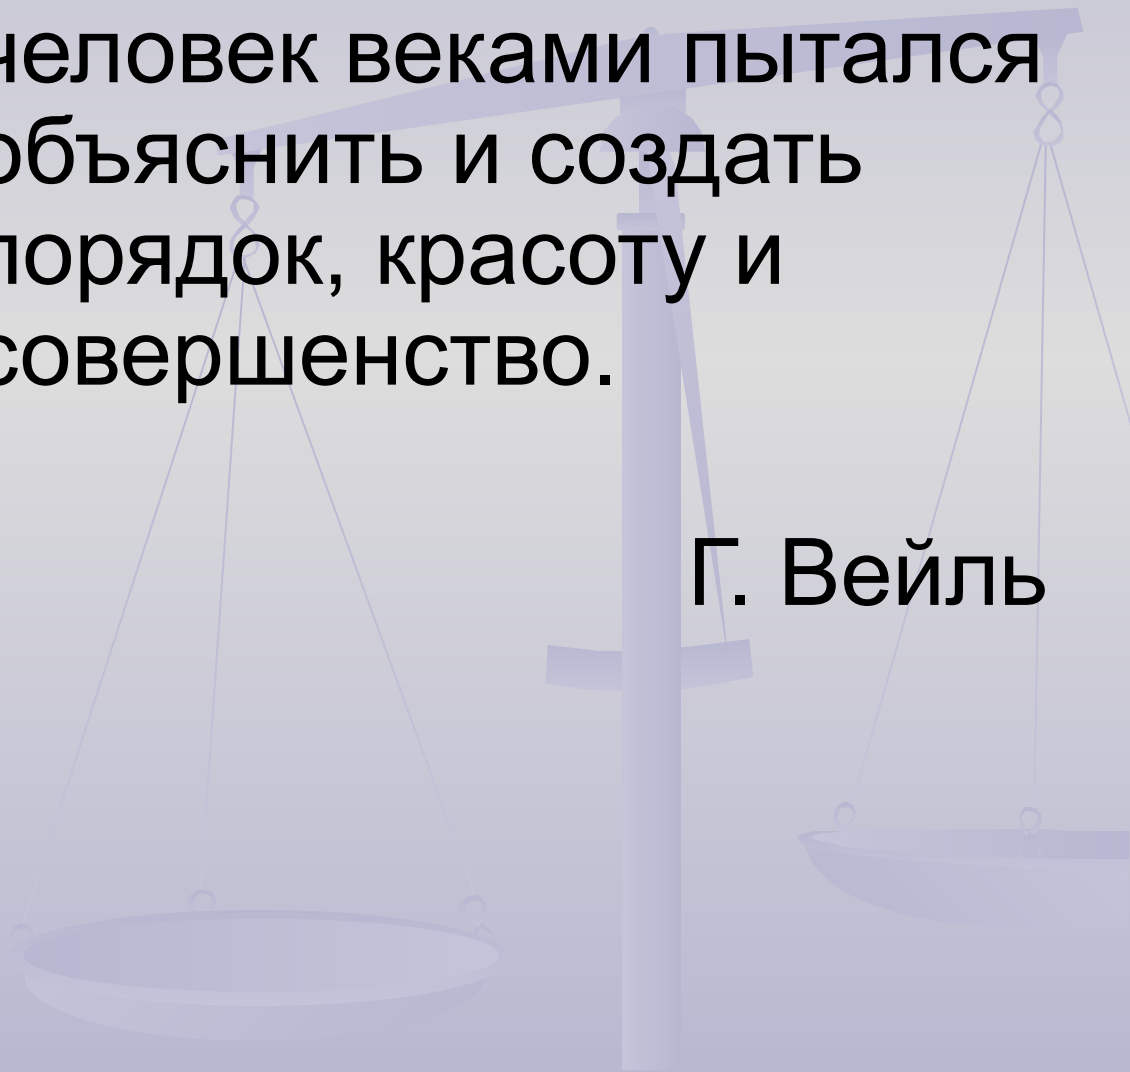 человек веками пытался
объяснить и создать
порядок, красоту и
совершенство.
Г. Вейль